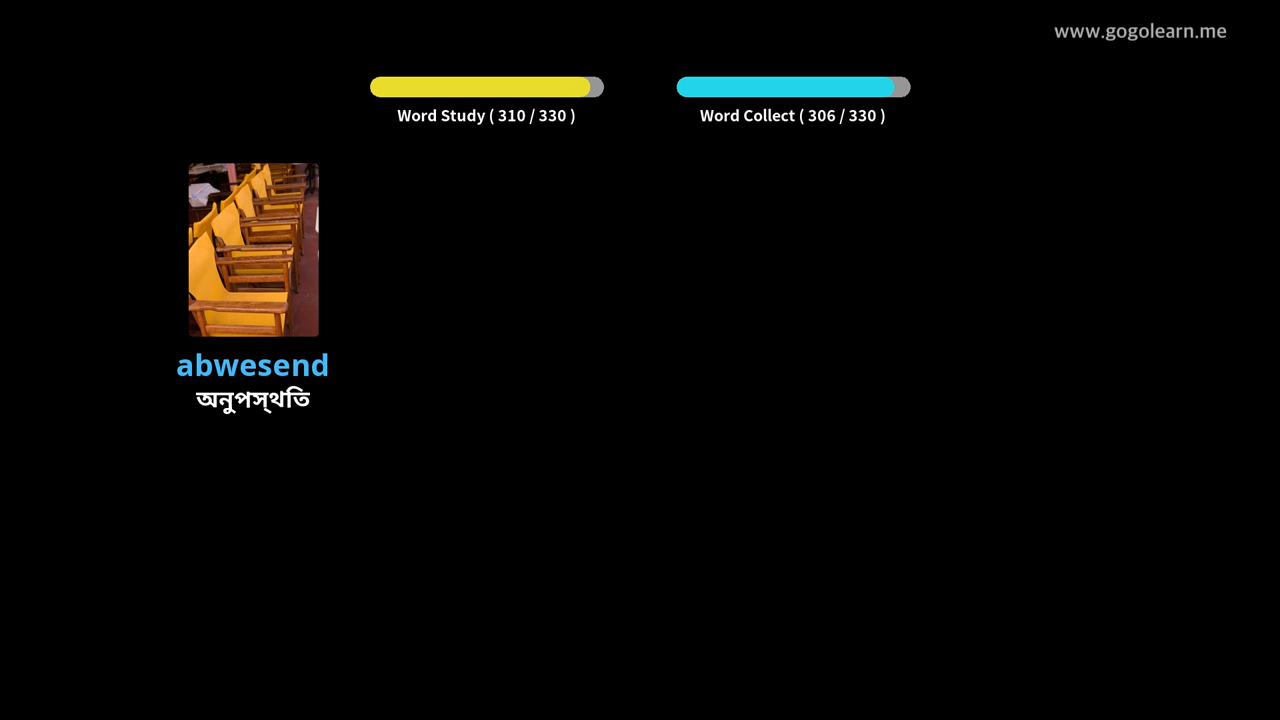 www.gogolearn.me
Word Study ( 310 / 330 )
Word Collect ( 306 / 330 )
abwesend
অনুপস্থিতি